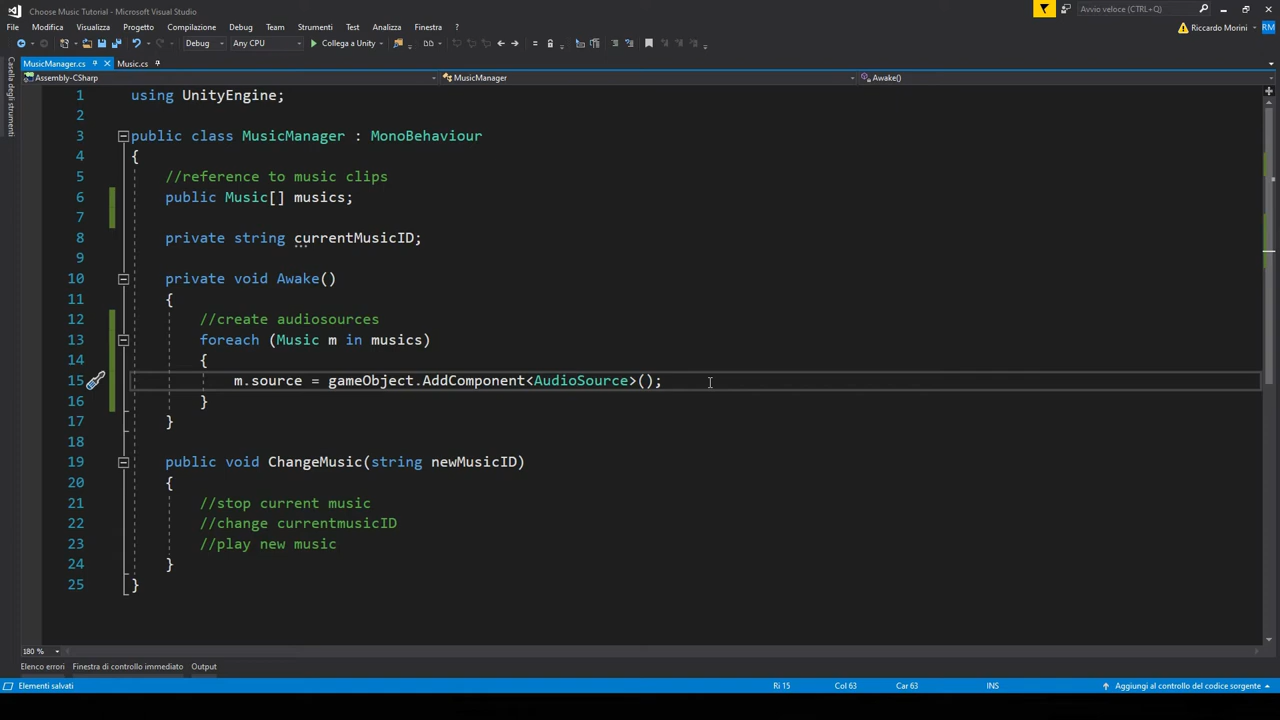 Choose Music Tutorial - Microsoft Visual Studio
Avvio veloce (CTRL+Q)
File Modifica Visualizza Progetto Compilazione Debug Team Strumenti Test Analizza Finestra ?
Riccardo Morini RM
Debug Any CPU Collega a Unity
MusicManager.cs Music.cs
Casella degli strumenti
Assembly-CSharp MusicManager Awake()
1 using UnityEngine;
2
3 public class MusicManager : MonoBehaviour
4 {
5 //reference to music clips
6 public Music[] musics;
7
8 private string currentMusicID;
9
10 private void Awake()
11 {
12 //create audiosources
13 foreach (Music m in musics)
14 {
15 m.source = gameObject.AddComponent<AudioSource>();
16 }
17 }
18
19 public void ChangeMusic(string newMusicID)
20 {
21 //stop current music
22 //change currentmusicID
23 //play new music
24 }
25 }
180 %
Elenco errori Finestra di controllo immediato Output
Elementi salvati Ri 15 Col 63 Car 63 INS Aggiungi al controllo del codice sorgente